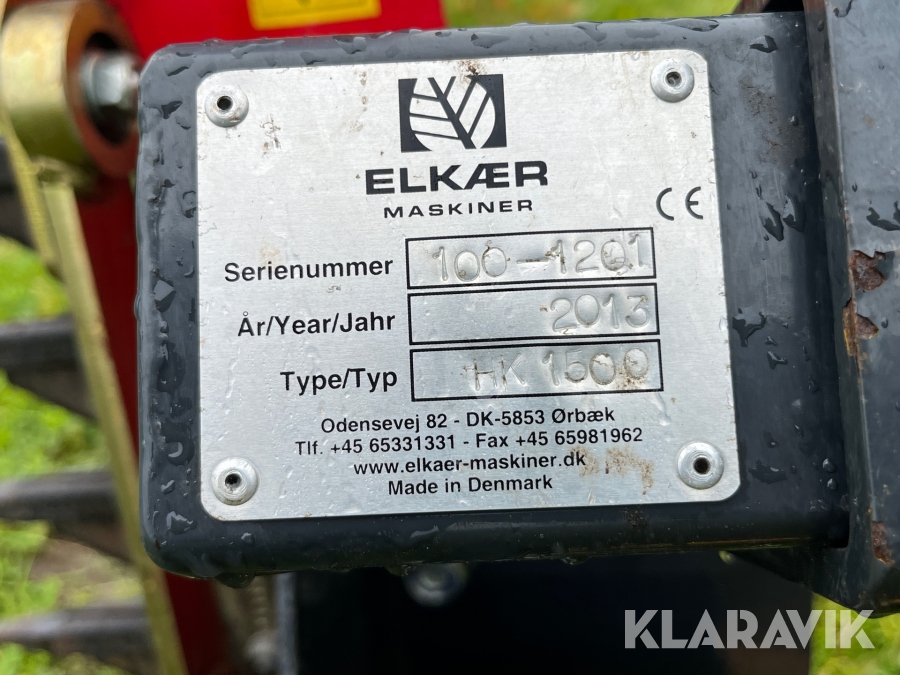 ELKÆR
MASKINER
CE
Serienummer 100-1201
År/Year/Jahr 2013
Type/Typ HK 1500
Odensevej 82 - DK-5853 Ørbæk
Tlf. +45 65331331 - Fax +45 65981962
www.elkaer-maskiner.dk
Made in Denmark
KLARAVIK